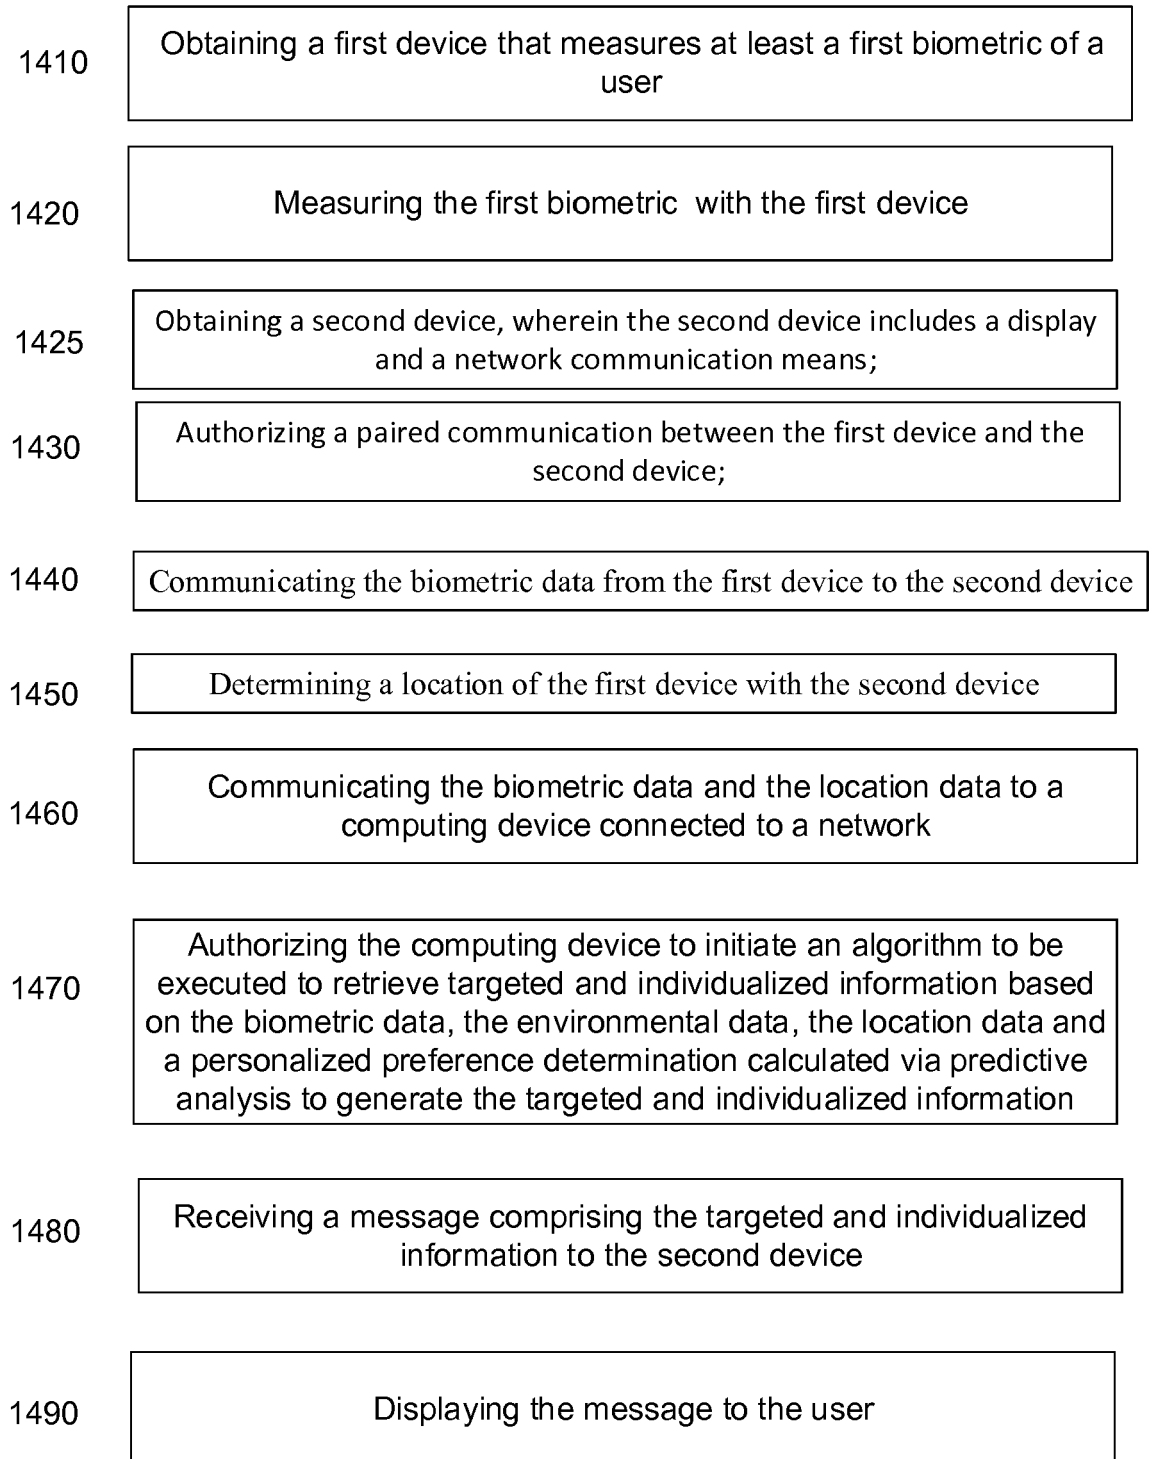 1410
Obtaining a first device that measures at least a first biometric of a
user
1420
Measuring the first biometric with the first device
1425
Obtaining a second device, wherein the second device includes a display
and a network communication means;
1430
Authorizing a paired communication between the first device and the
second device;
1440
Communicating the biometric data from the first device to the second device
1450
Determining a location of the first device with the second device
1460
Communicating the biometric data and the location data to a
computing device connected to a network
1470
Authorizing the computing device to initiate an algorithm to be
executed to retrieve targeted and individualized information based
on the biometric data, the environmental data, the location data and
a personalized preference determination calculated via predictive
analysis to generate the targeted and individualized information
1480
Receiving a message comprising the targeted and individualized
information to the second device
1490
Displaying the message to the user